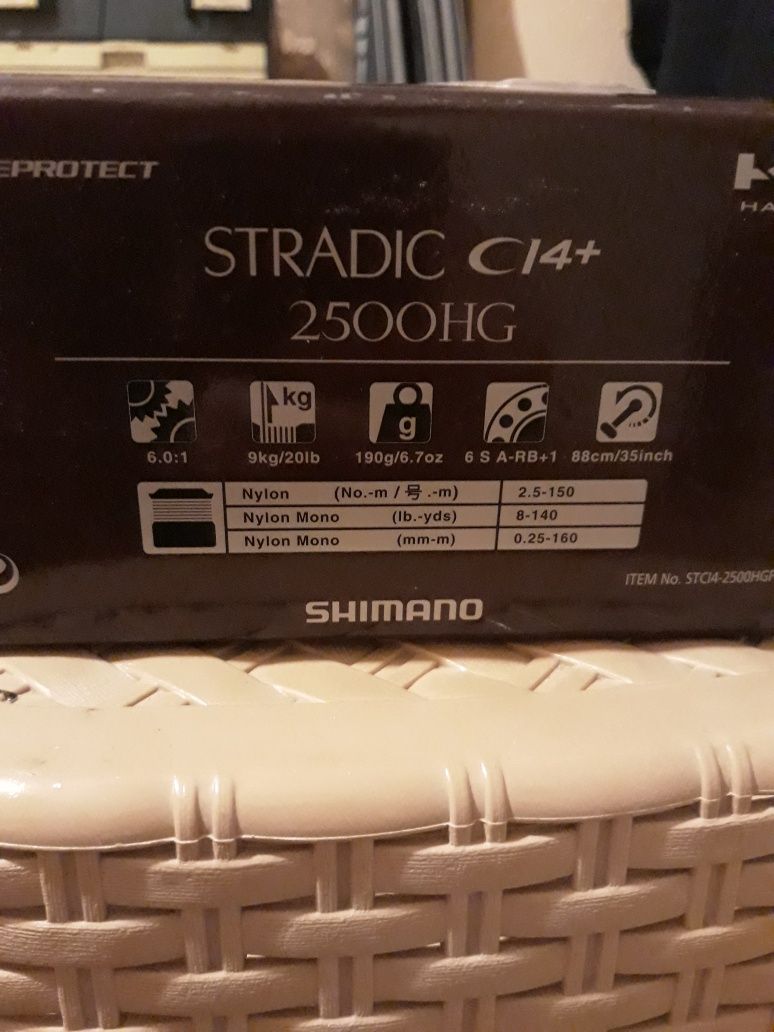 EPROTECT
HA
STRADIC CI4+
2500HG
kg
g
6.0:1 9kg/20lb 190g/6.7oz 6 S A-RB+1 88cm/35inch
Nylon (No.-m / 号.-m) 2.5-150
Nylon Mono (lb.-yds) 8-140
Nylon Mono (mm-m) 0.25-160
ITEM No. STCI4-2500HGF
SHIMANO